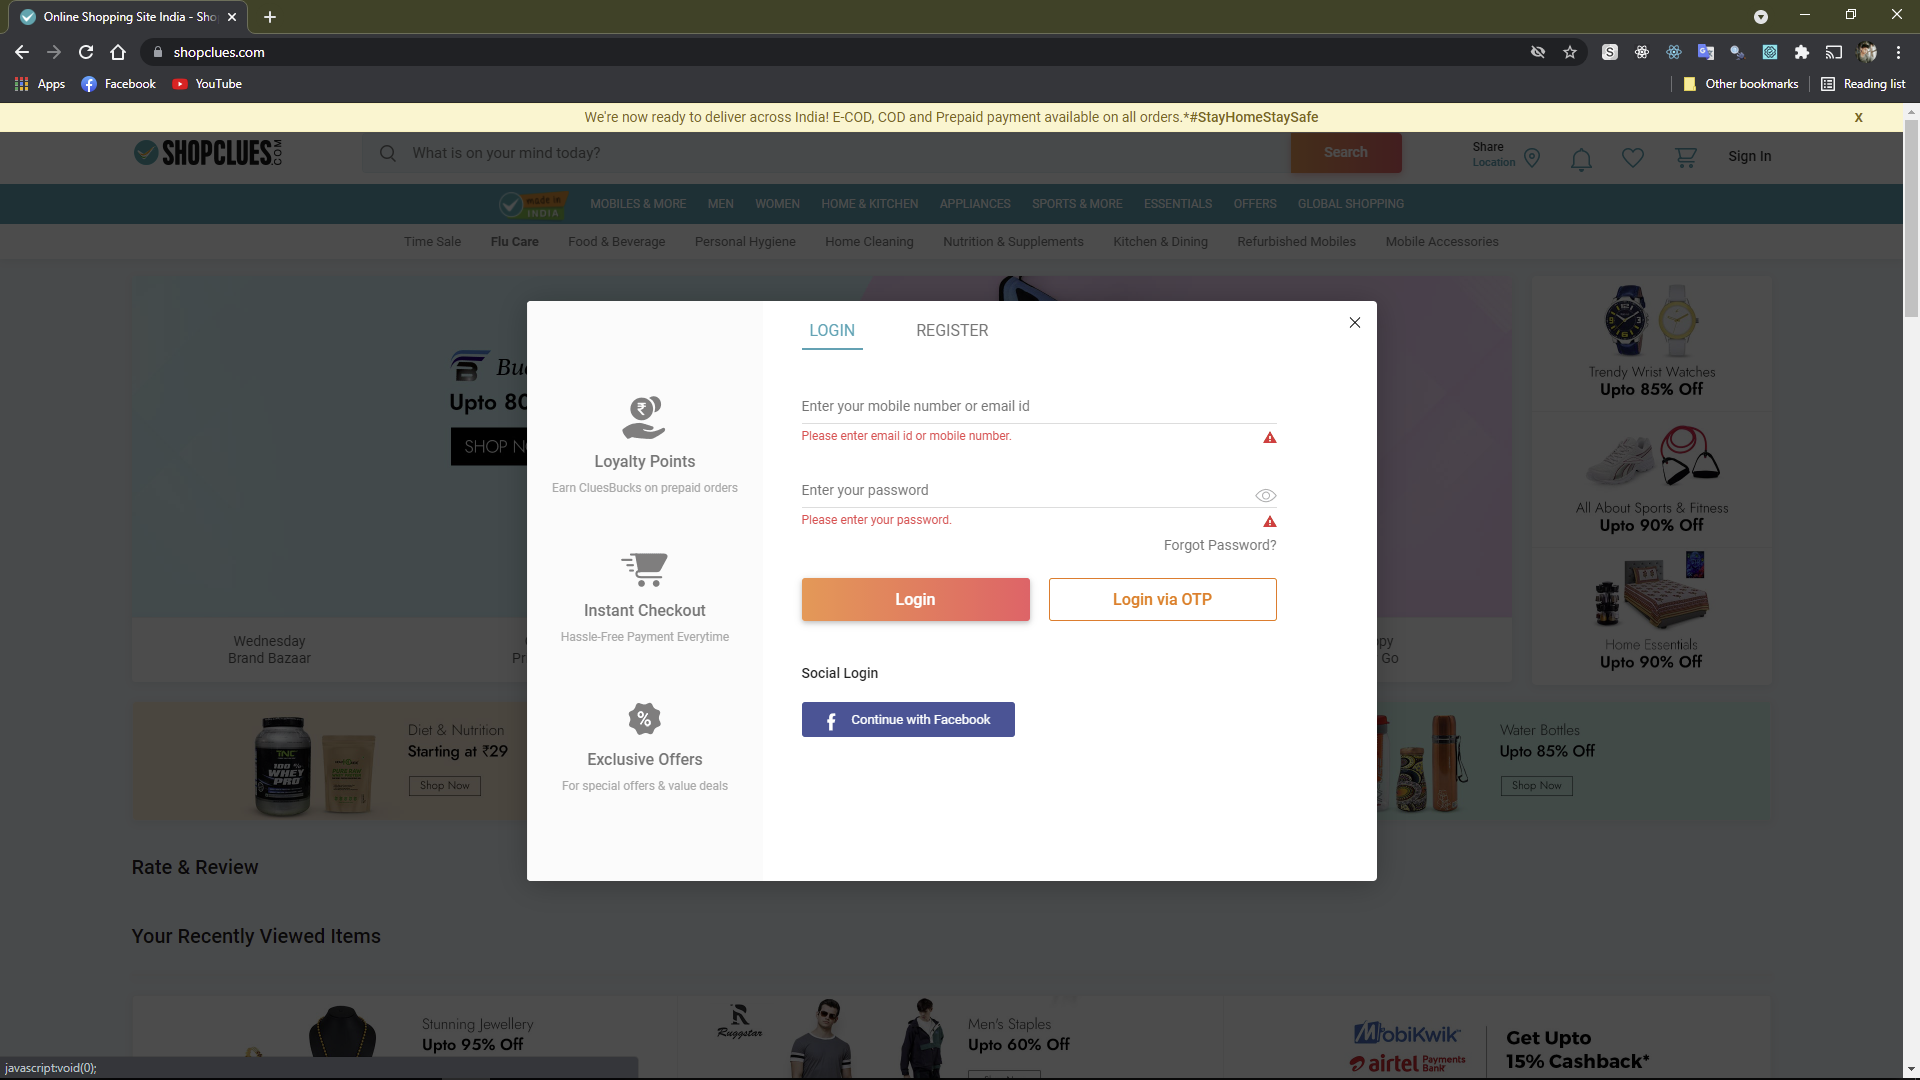 Online Shopping Site India - Sho
shopclues.com
Apps
Facebook
YouTube
Other bookmarks
Reading list
We're now ready to deliver across India! E-COD, COD and Prepaid payment available on all orders.*#StayHomeStaySafe
X
SHOPCLUES.COM
What is on your mind today?
Search
Share
Location
Sign In
made in
INDIA
MOBILES & MORE
MEN
WOMEN
HOME & KITCHEN
APPLIANCES
SPORTS & MORE
ESSENTIALS
OFFERS
GLOBAL SHOPPING
Time Sale
Flu Care
Food & Beverage
Personal Hygiene
Home Cleaning
Nutrition & Supplements
Kitchen & Dining
Refurbished Mobiles
Mobile Accessories
Upto 80
SHOP NO
LOGIN
REGISTER
Loyalty Points
Earn CluesBucks on prepaid orders
Instant Checkout
Hassle-Free Payment Everytime
Exclusive Offers
For special offers & value deals
Enter your mobile number or email id
Please enter email id or mobile number.
Enter your password
Please enter your password.
Forgot Password?
Login
Login via OTP
Social Login
Continue with Facebook
Trendy Wrist Watches
Upto 85% Off
All About Sports & Fitness
Upto 90% Off
Home Essentials
Upto 90% Off
Wednesday
Brand Bazaar
Pr
ppy
Go
TNC
100 %
WHEY
PRO
Diet & Nutrition
Starting at ₹29
Shop Now
Water Bottles
Upto 85% Off
Shop Now
Rate & Review
Your Recently Viewed Items
Stunning Jewellery
Upto 95% Off
Ruggstar
Men's Staples
Upto 60% Off
MobiKwik
airtel Payments Bank
Get Upto
15% Cashback*
javascript:void(0);